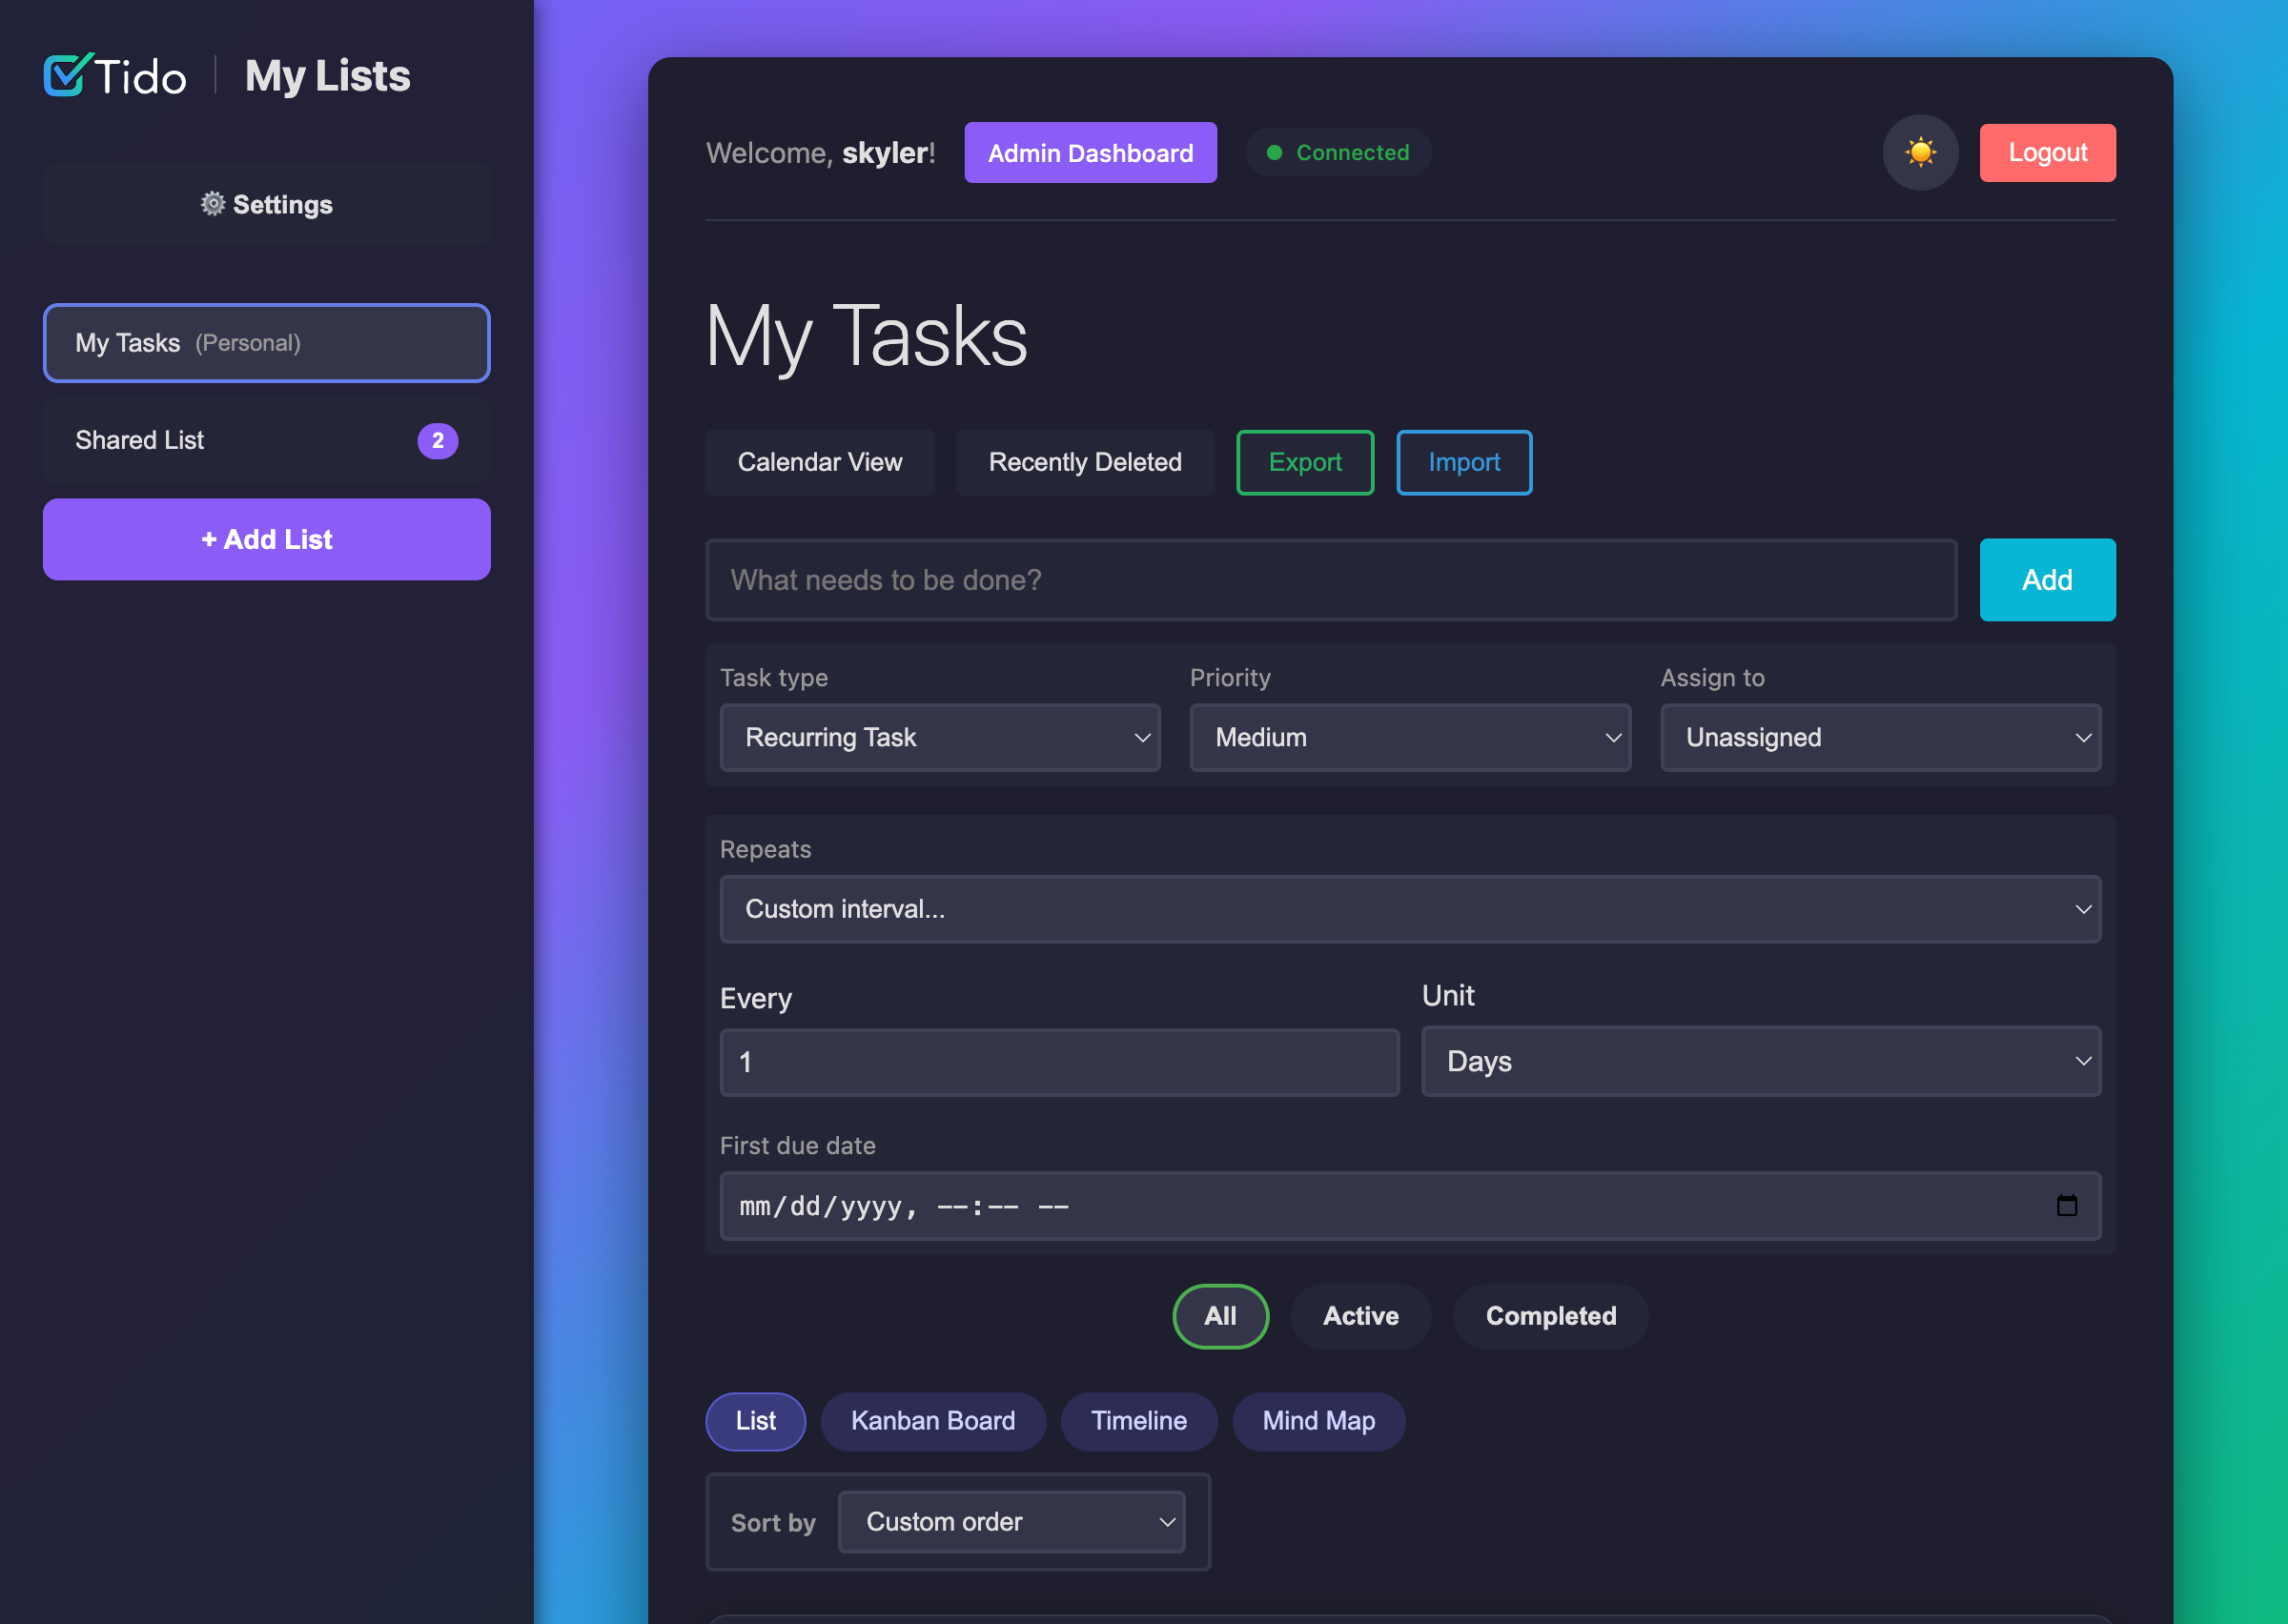 Tido
My Lists
⚙️ Settings
My Tasks (Personal)
Shared List 2
+ Add List
Welcome, skyler!
Admin Dashboard
Connected
Logout
My Tasks
Calendar View
Recently Deleted
Export
Import
What needs to be done?
Add
Task type
Recurring Task
Priority
Medium
Assign to
Unassigned
Repeats
Custom interval...
Every
1
Unit
Days
First due date
mm/dd/yyyy, --:-- --
All
Active
Completed
List
Kanban Board
Timeline
Mind Map
Sort by
Custom order